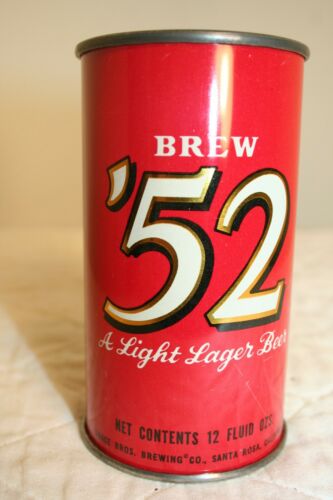 BREW
'52
A Light Lager Beer
NET CONTENTS 12 FLUID OZS.
BROS. BREWING CO., SANTA ROSA,